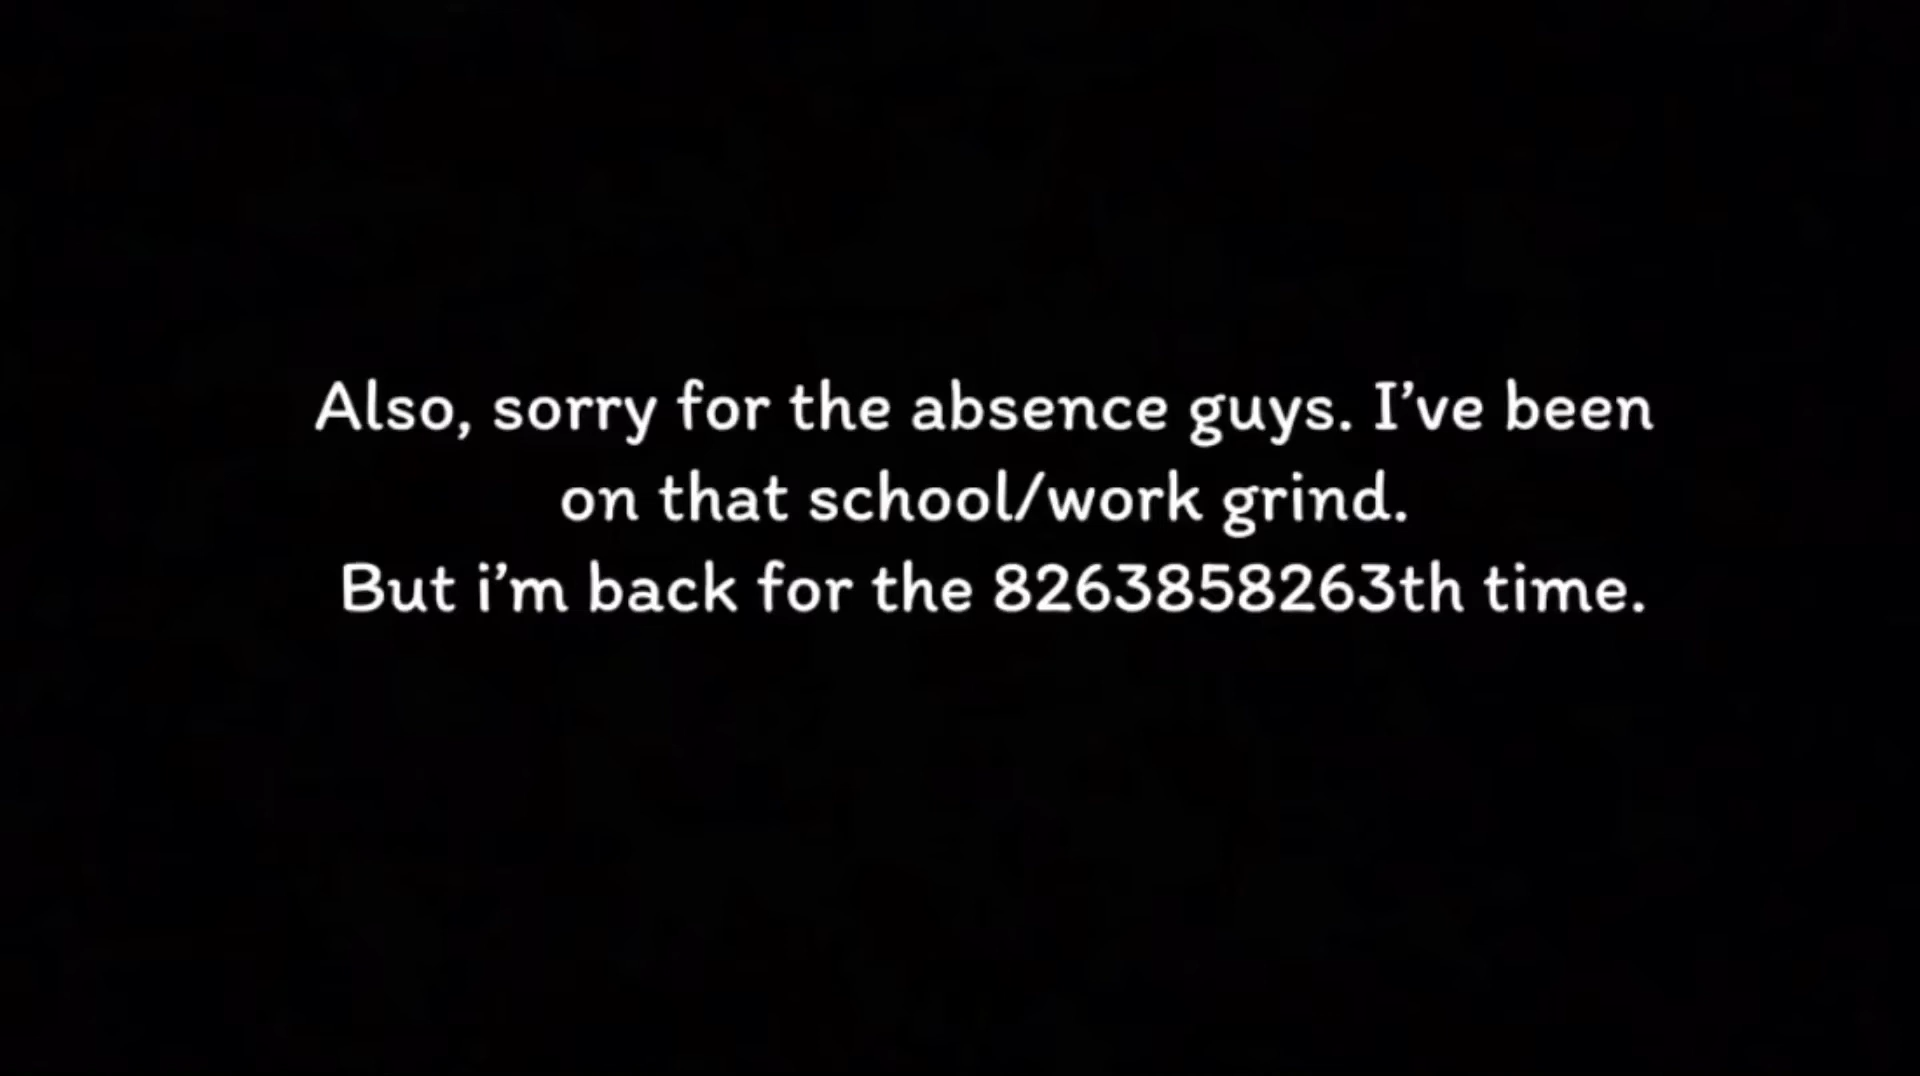 Also, sorry for the absence guys. I’ve been
on that school/work grind.
But i’m back for the 8263858263th time.